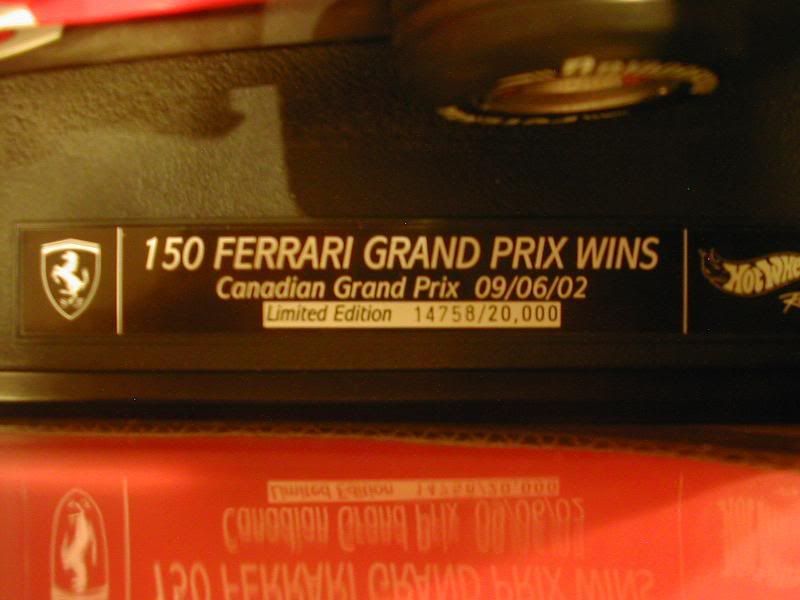 150 FERRARI GRAND PRIX WINS
Canadian Grand Prix 09/06/02
Limited Edition 14758/20,000